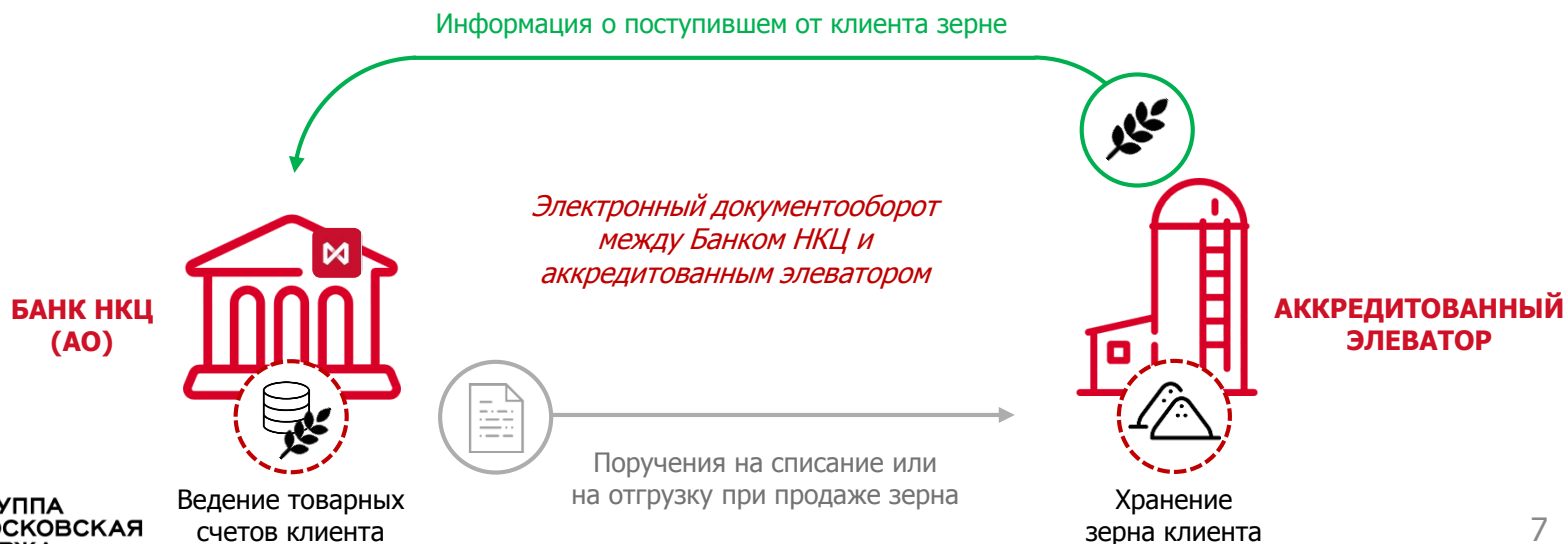 Информация о поступившем от клиента зерне
Электронный документооборот
между Банком НКЦ и
аккредитованным элеватором
БАНК НКЦ
(АО)
АККРЕДИТОВАННЫЙ
ЭЛЕВАТОР
Поручения на списание или
на отгрузку при продаже зерна
Ведение товарных
счетов клиента
Хранение
зерна клиента
7